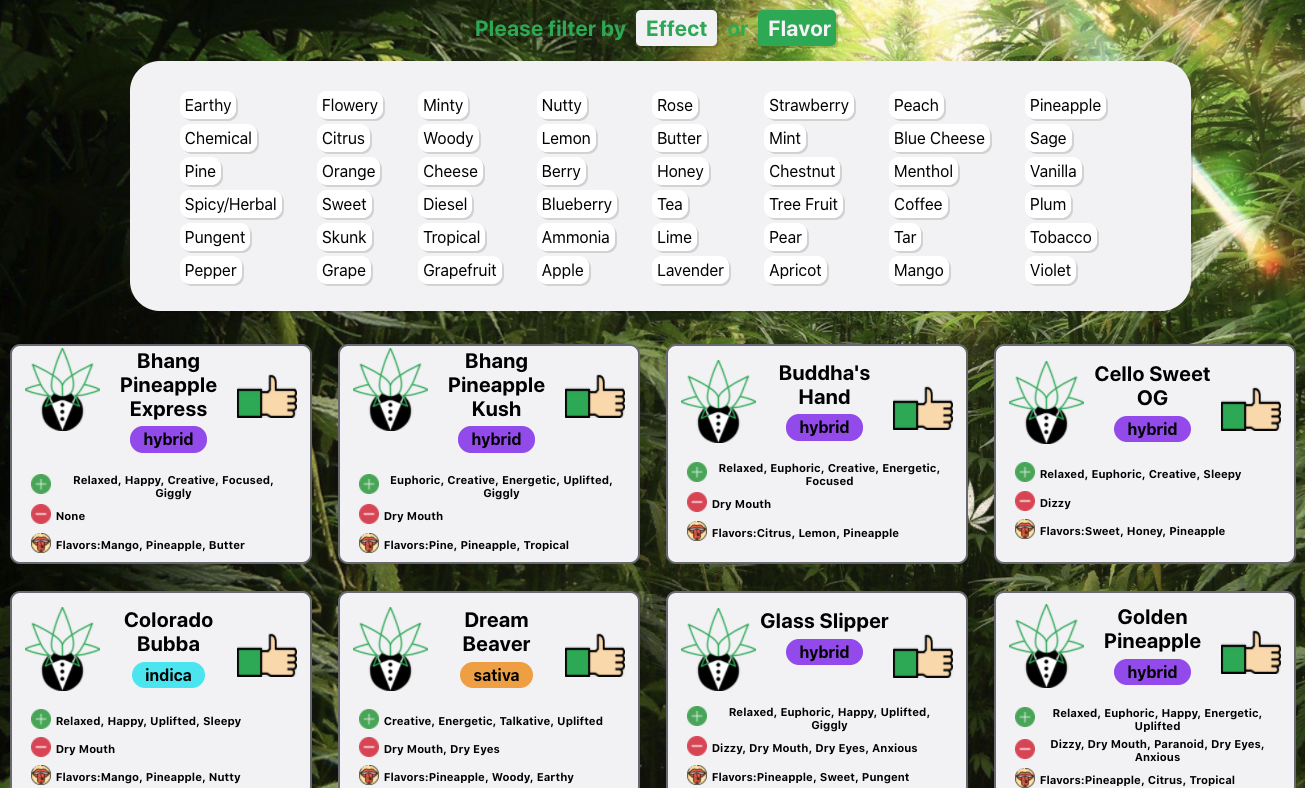 Please filter by Effect or Flavor
Earthy Flowery Minty Nutty Rose Strawberry Peach Pineapple
Chemical Citrus Woody Lemon Butter Mint Blue Cheese Sage
Pine Orange Cheese Berry Honey Chestnut Menthol Vanilla
Spicy/Herbal Sweet Diesel Blueberry Tea Tree Fruit Coffee Plum
Pungent Skunk Tropical Ammonia Lime Pear Tar Tobacco
Pepper Grape Grapefruit Apple Lavender Apricot Mango Violet
Bhang
Pineapple
Express
hybrid
Relaxed, Happy, Creative, Focused,
Giggly
None
Flavors:Mango, Pineapple, Butter
Bhang
Pineapple
Kush
hybrid
Euphoric, Creative, Energetic, Uplifted,
Giggly
Dry Mouth
Flavors:Pine, Pineapple, Tropical
Buddha's
Hand
hybrid
Relaxed, Euphoric, Creative, Energetic,
Focused
Dry Mouth
Flavors:Citrus, Lemon, Pineapple
Cello Sweet
OG
hybrid
Relaxed, Euphoric, Creative, Sleepy
Dizzy
Flavors:Sweet, Honey, Pineapple
Colorado
Bubba
indica
Relaxed, Happy, Uplifted, Sleepy
Dry Mouth
Flavors:Mango, Pineapple, Nutty
Dream
Beaver
sativa
Creative, Energetic, Talkative, Uplifted
Dry Mouth, Dry Eyes
Flavors:Pineapple, Woody, Earthy
Glass Slipper
hybrid
Relaxed, Euphoric, Happy, Uplifted,
Giggly
Dizzy, Dry Mouth, Dry Eyes, Anxious
Flavors:Pineapple, Sweet, Pungent
Golden
Pineapple
hybrid
Relaxed, Euphoric, Happy, Energetic,
Uplifted
Dizzy, Dry Mouth, Paranoid, Dry Eyes,
Anxious
Flavors:Pineapple, Citrus, Tropical